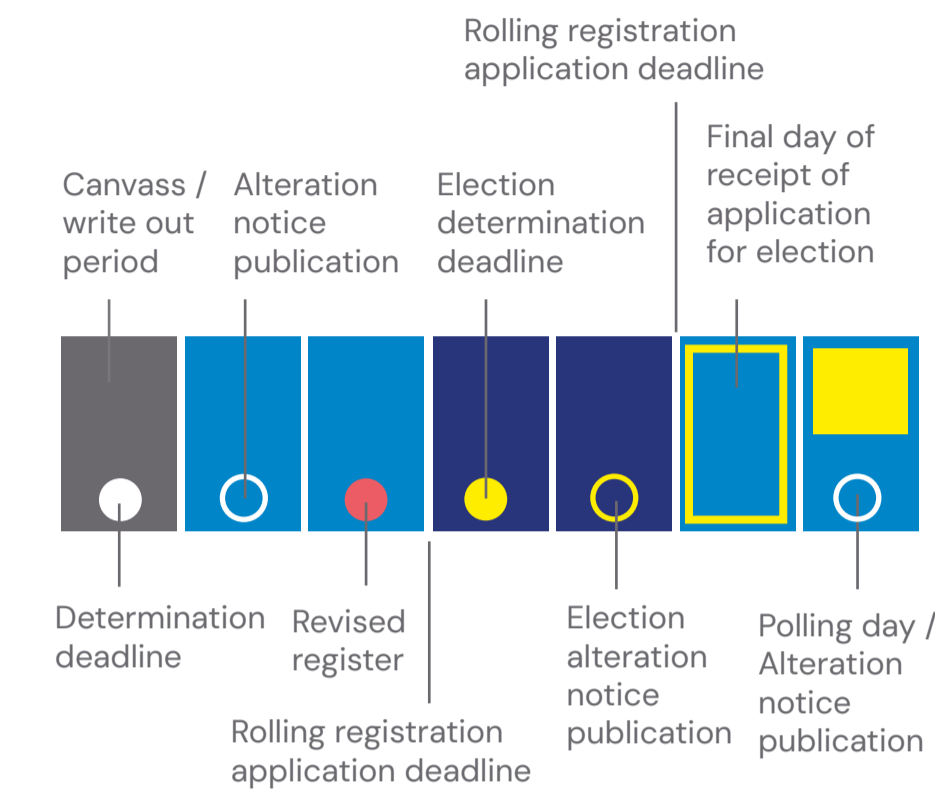 Rolling registration
application deadline
Final day of
receipt of
application
for election
Canvass /
write out
period
Alteration
notice
publication
Election
determination
deadline
Determination
deadline
Revised
register
Rolling registration
application deadline
Election
alteration
notice
publication
Polling day /
Alteration
notice
publication